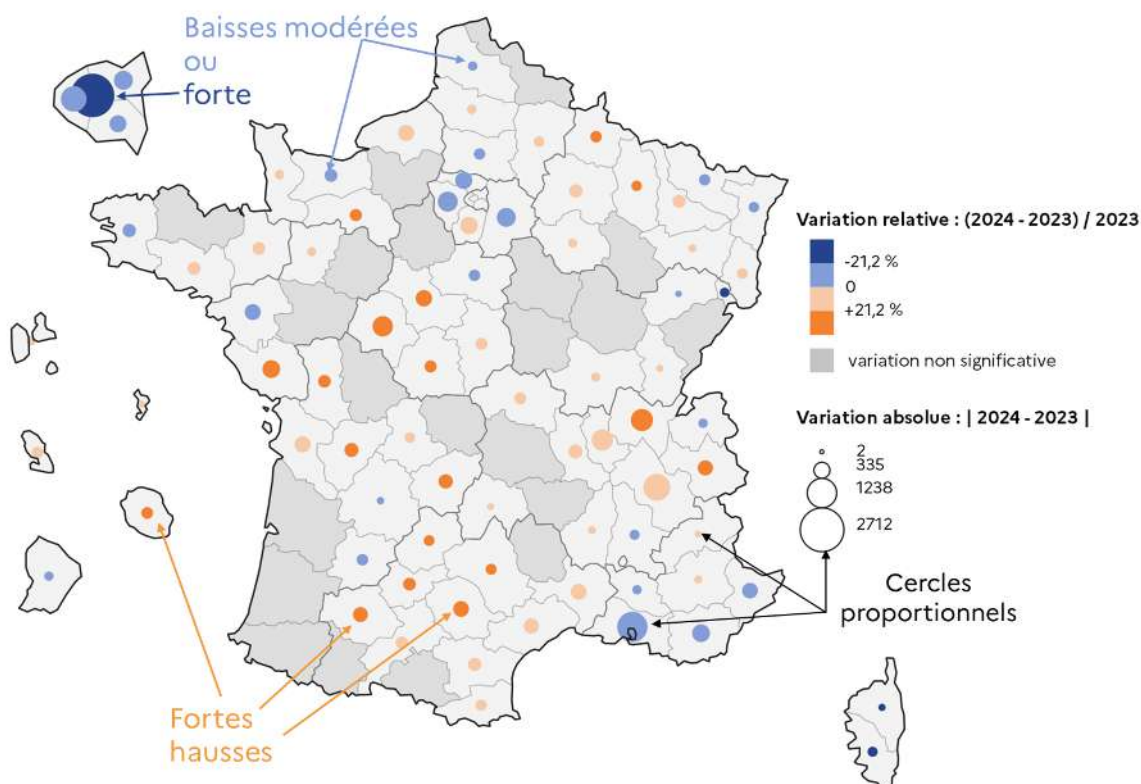 Baisses modérées
ou
forte
Variation relative : (2024 - 2023) / 2023
-21,2 %
0
+21,2 %
variation non significative
Variation absolue : | 2024 - 2023 |
2
335
1238
2712
Cercles
proportionnels
Fortes
hausses